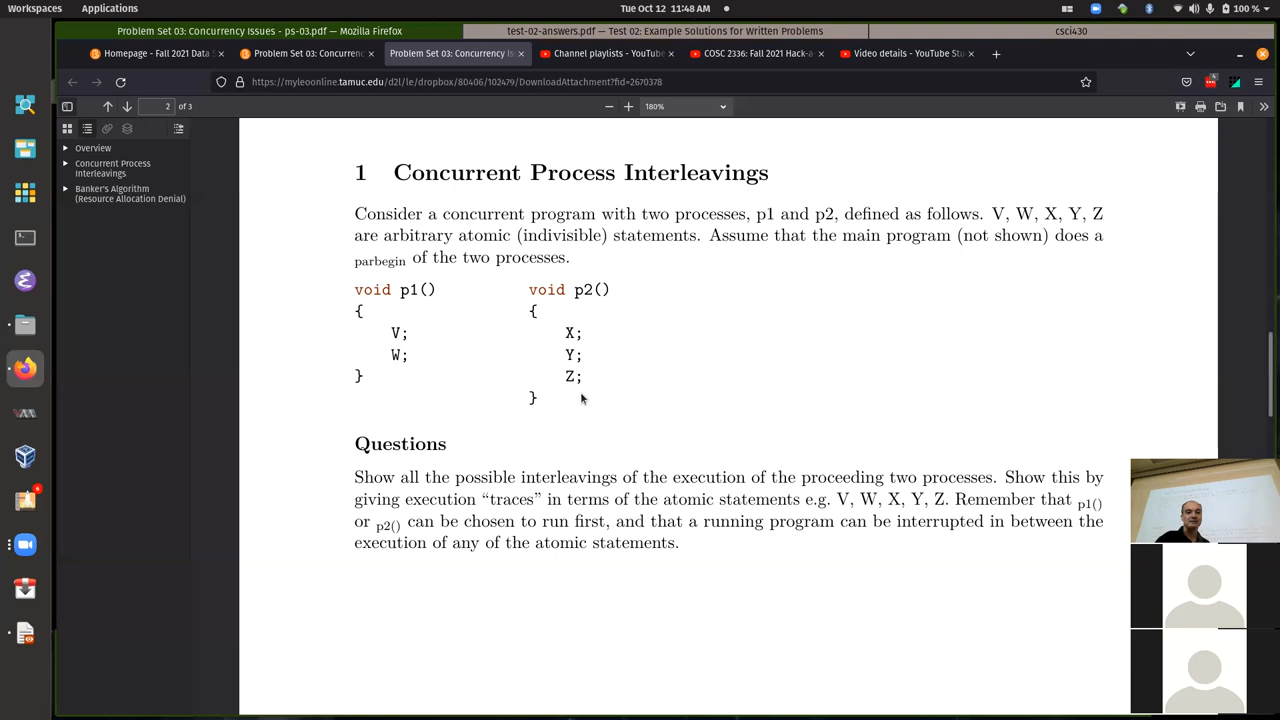 Workspaces Applications Tue Oct 12 11:48 AM 100 %
Problem Set 03: Concurrency Issues - ps-03.pdf — Mozilla Firefox test-02-answers.pdf — Test 02: Example Solutions for Written Problems csci430
Homepage - Fall 2021 Data S Problem Set 03: Concurrenc Problem Set 03: Concurrency Is Channel playlists - YouTube COSC 2336: Fall 2021 Hack-a Video details - YouTube Stu
https://myleoonline.tamuc.edu/d2l/le/dropbox/80406/102479/DownloadAttachment?fid=2670378
2 of 3 180%
Overview
Concurrent Process
Interleavings
Banker's Algorithm
(Resource Allocation Denial)
1 Concurrent Process Interleavings
Consider a concurrent program with two processes, p1 and p2, defined as follows. V, W, X, Y, Z
are arbitrary atomic (indivisible) statements. Assume that the main program (not shown) does a
parbegin of the two processes.
void p1() void p2()
{ {
V; X;
W; Y;
} Z;
}
Questions
Show all the possible interleavings of the execution of the proceeding two processes. Show this by
giving execution “traces” in terms of the atomic statements e.g. V, W, X, Y, Z. Remember that p1()
or p2() can be chosen to run first, and that a running program can be interrupted in between the
execution of any of the atomic statements.